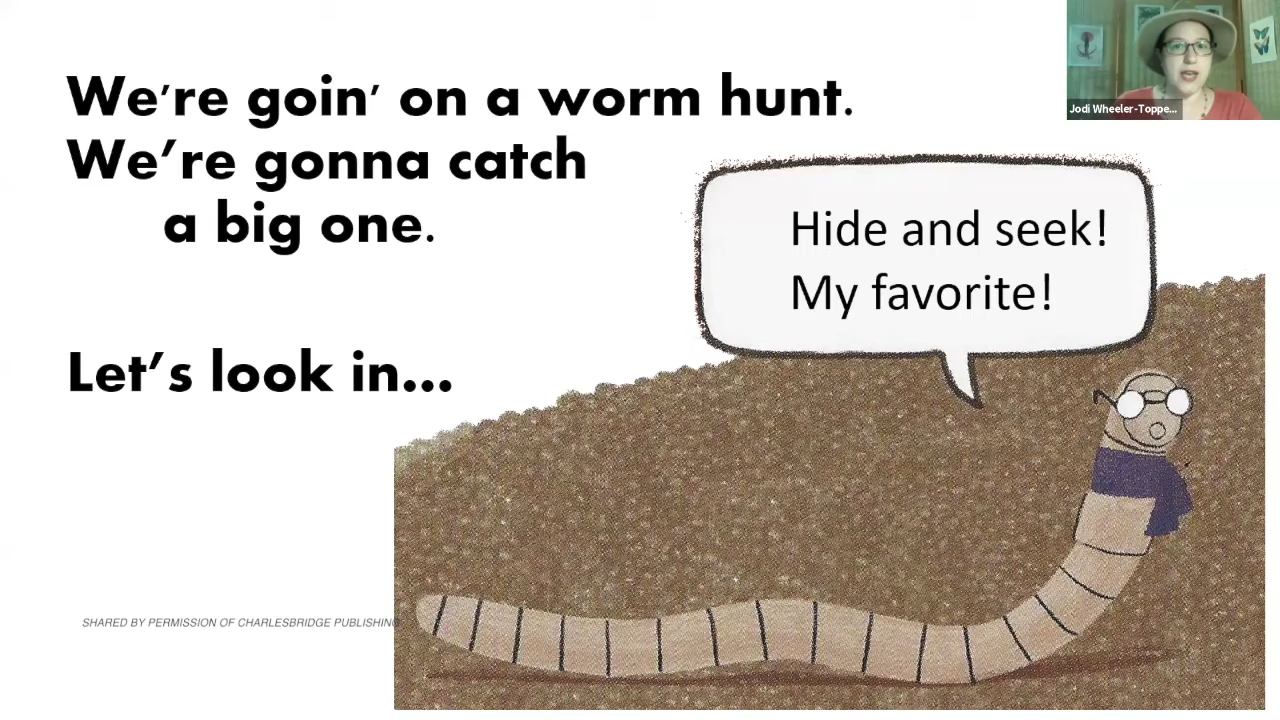 We're goin' on a worm hunt.
We’re gonna catch
a big one.
Let’s look in...
Hide and seek!
My favorite!
SHARED BY PERMISSION OF CHARLESBRIDGE PUBLISHING
Jodi Wheeler-Toppe...